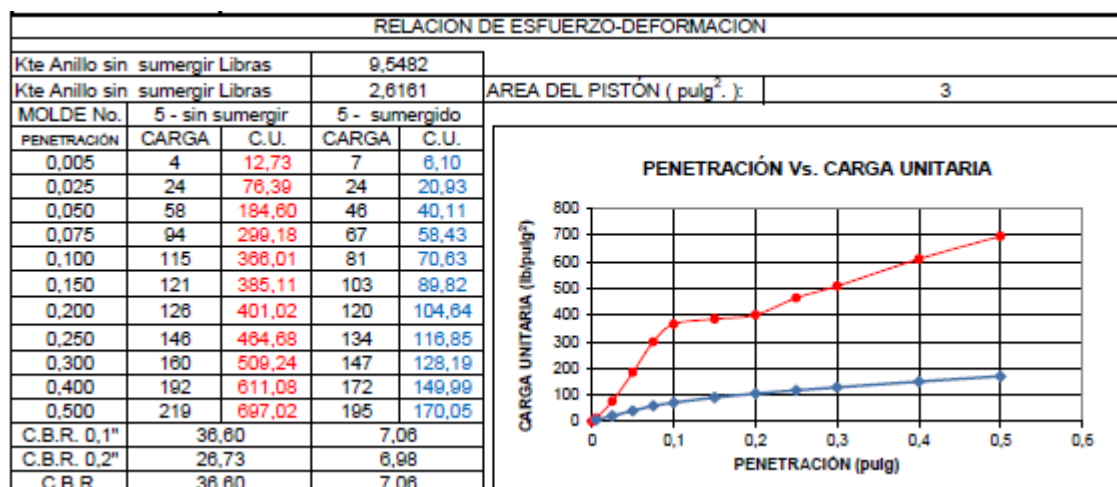 RELACION DE ESFUERZO-DEFORMACION
Kte Anillo sin sumergir Libras 9,5482
Kte Anillo sin sumergir Libras 2,6161 AREA DEL PISTÓN ( pulg². ): 3
MOLDE No. 5 - sin sumergir 5 - sumergido
PENETRACIÓN CARGA C.U. CARGA C.U.
0,005 4 12,73 7 6,10
0,025 24 76,39 24 20,93
0,050 58 184,60 46 40,11
0,075 94 299,18 67 58,43
0,100 115 366,01 81 70,63
0,150 121 385,11 103 89,82
0,200 126 401,02 120 104,64
0,250 146 464,68 134 116,85
0,300 160 509,24 147 128,19
0,400 192 611,08 172 149,99
0,500 219 697,02 195 170,05
C.B.R. 0,1" 36,60 7,06
C.B.R. 0,2" 26,73 6,98
C.B.R. 36,60 7,06
PENETRACIÓN Vs. CARGA UNITARIA
CARGA UNITARIA (lb/pulg²)
800
700
600
500
400
300
200
100
0
0 0,1 0,2 0,3 0,4 0,5 0,6
PENETRACIÓN (pulg)